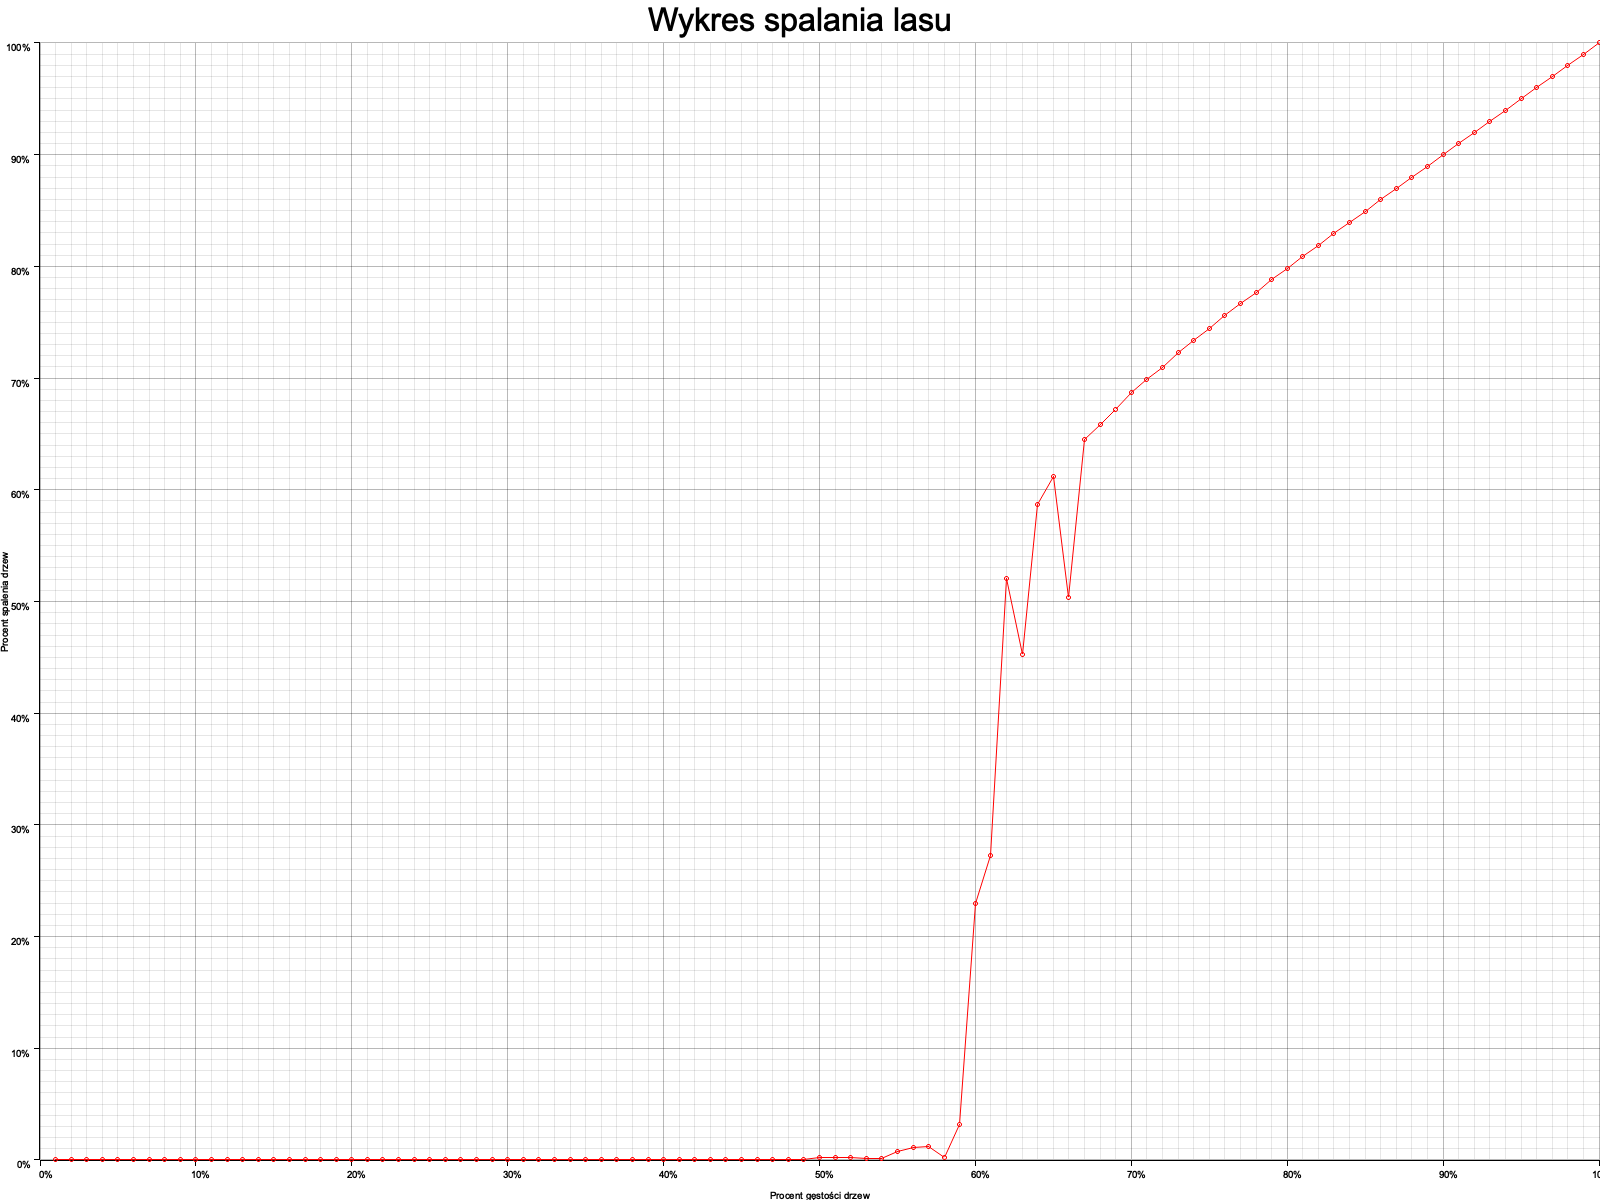 Wykres spalania lasu
100%
90%
80%
70%
60%
50%
40%
30%
20%
10%
0%
Procent spalenia drzew
0% 10% 20% 30% 40% 50% 60% 70% 80% 90% 10
Procent gęstości drzew